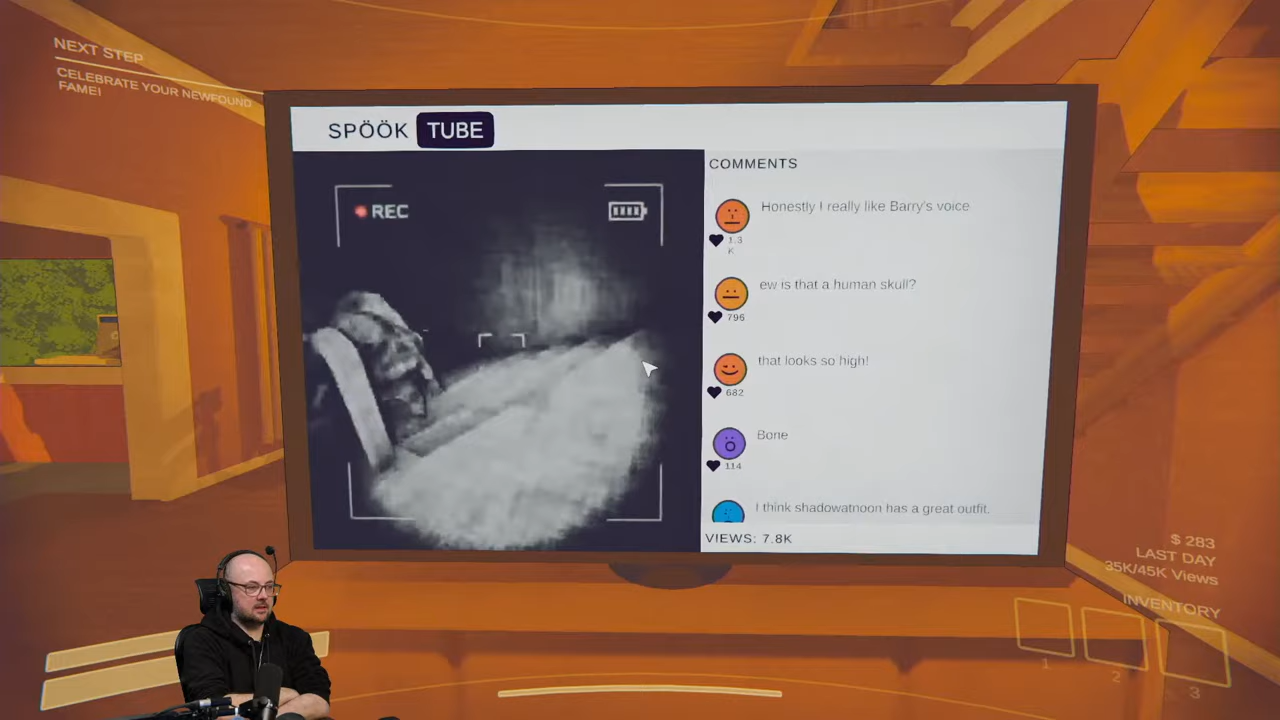 NEXT STEP
CELEBRATE YOUR NEWFOUND
FAME!
SPÖÖK TUBE
REC
COMMENTS
Honestly I really like Barry's voice
1.3
K
ew is that a human skull?
796
that looks so high!
682
Bone
114
I think shadowatnoon has a great outfit.
VIEWS: 7.8K
$ 283
LAST DAY
35K/45K Views
INVENTORY
1
2
3